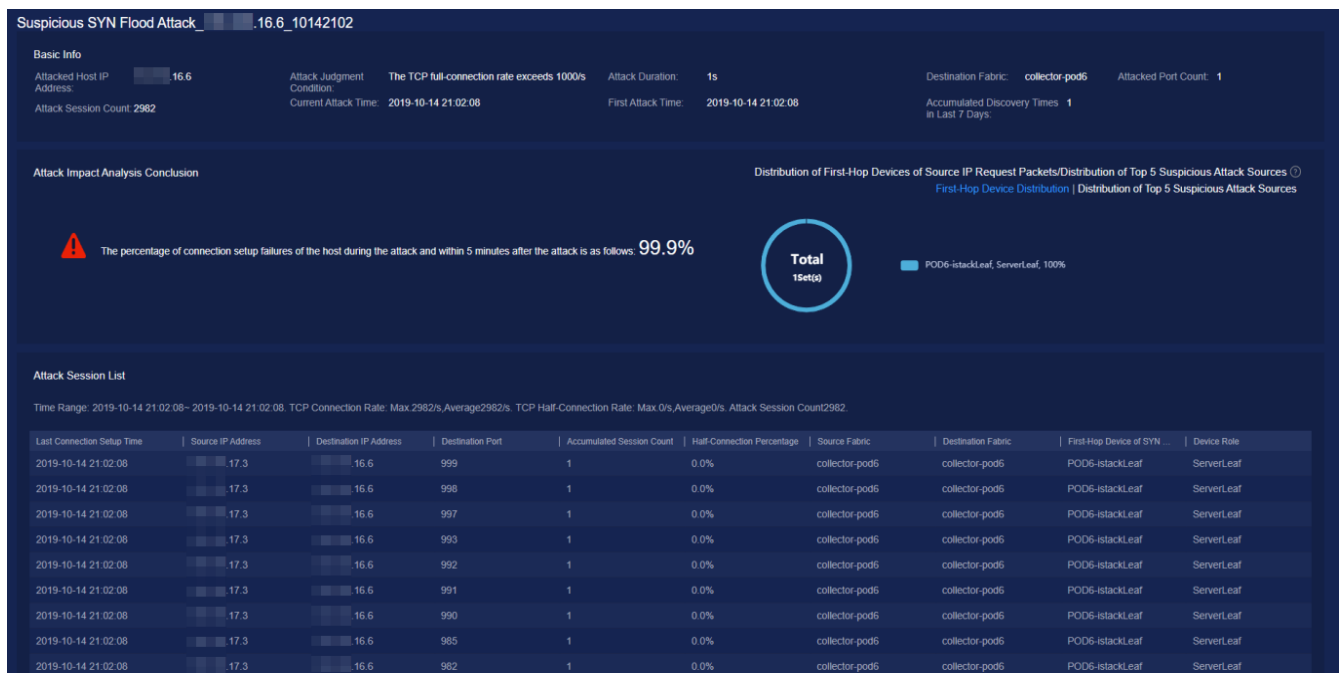 Suspicious SYN Flood Attack_ .16.6_10142102
Basic Info
Attacked Host IP Address: .16.6
Attack Judgment Condition: The TCP full-connection rate exceeds 1000/s
Attack Duration: 1s
Destination Fabric: collector-pod6
Attacked Port Count: 1
Attack Session Count: 2982
Current Attack Time: 2019-10-14 21:02:08
First Attack Time: 2019-10-14 21:02:08
Accumulated Discovery Times in Last 7 Days: 1
Attack Impact Analysis Conclusion
The percentage of connection setup failures of the host during the attack and within 5 minutes after the attack is as follows: 99.9%
Distribution of First-Hop Devices of Source IP Request Packets/Distribution of Top 5 Suspicious Attack Sources ?
First-Hop Device Distribution | Distribution of Top 5 Suspicious Attack Sources
Total
1Set(s)
POD6-istackLeaf, ServerLeaf, 100%
Attack Session List
Time Range: 2019-10-14 21:02:08~ 2019-10-14 21:02:08. TCP Connection Rate: Max.2982/s,Average2982/s. TCP Half-Connection Rate: Max.0/s,Average0/s. Attack Session Count2982.
Last Connection Setup Time | Source IP Address | Destination IP Address | Destination Port | Accumulated Session Count | Half-Connection Percentage | Source Fabric | Destination Fabric | First-Hop Device of SYN ... | Device Role
2019-10-14 21:02:08 .17.3 .16.6 999 1 0.0% collector-pod6 collector-pod6 POD6-istackLeaf ServerLeaf
2019-10-14 21:02:08 .17.3 .16.6 998 1 0.0% collector-pod6 collector-pod6 POD6-istackLeaf ServerLeaf
2019-10-14 21:02:08 .17.3 .16.6 997 1 0.0% collector-pod6 collector-pod6 POD6-istackLeaf ServerLeaf
2019-10-14 21:02:08 .17.3 .16.6 993 1 0.0% collector-pod6 collector-pod6 POD6-istackLeaf ServerLeaf
2019-10-14 21:02:08 .17.3 .16.6 992 1 0.0% collector-pod6 collector-pod6 POD6-istackLeaf ServerLeaf
2019-10-14 21:02:08 .17.3 .16.6 991 1 0.0% collector-pod6 collector-pod6 POD6-istackLeaf ServerLeaf
2019-10-14 21:02:08 .17.3 .16.6 990 1 0.0% collector-pod6 collector-pod6 POD6-istackLeaf ServerLeaf
2019-10-14 21:02:08 .17.3 .16.6 985 1 0.0% collector-pod6 collector-pod6 POD6-istackLeaf ServerLeaf
2019-10-14 21:02:08 .17.3 .16.6 982 1 0.0% collector-pod6 collector-pod6 POD6-istackLeaf ServerLeaf